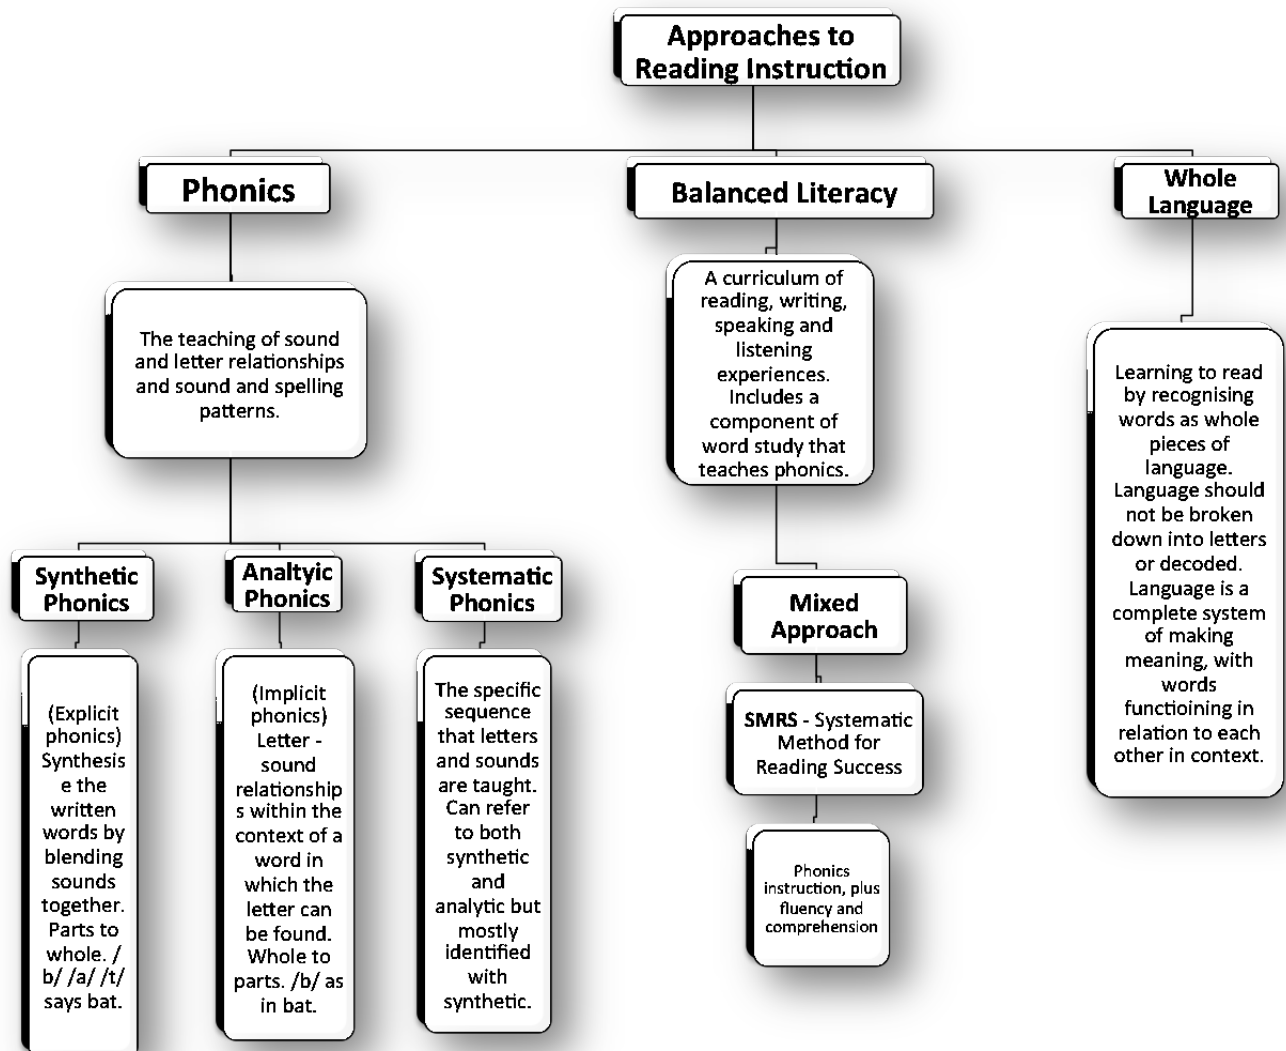 Approaches to
Reading Instruction
Phonics
Balanced Literacy
Whole
Language
The teaching of sound
and letter relationships
and sound and spelling
patterns.
A curriculum of
reading, writing,
speaking and
listening
experiences.
Includes a
component of
word study that
teaches phonics.
Learning to read
by recognising
words as whole
pieces of
language.
Language should
not be broken
down into letters
or decoded.
Language is a
complete system
of making
meaning, with
words
functioining in
relation to each
other in context.
Synthetic
Phonics
Analtyic
Phonics
Systematic
Phonics
Mixed
Approach
(Explicit
phonics)
Synthesis
e the
written
words by
blending
sounds
together.
Parts to
whole. /
b/ /a/ /t/
says bat.
(Implicit
phonics)
Letter -
sound
relationship
s within the
context of a
word in
which the
letter can
be found.
Whole to
parts. /b/ as
in bat.
The specific
sequence
that letters
and sounds
are taught.
Can refer
to both
synthetic
and
analytic but
mostly
identified
with
synthetic.
SMRS - Systematic
Method for
Reading Success
Phonics
instruction, plus
fluency and
comprehension